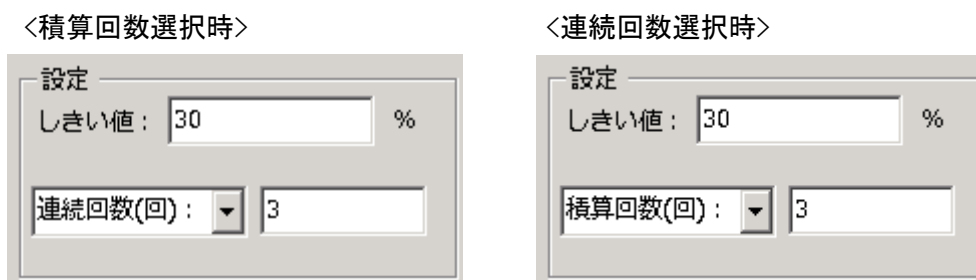 <積算回数選択時>
設定
しきい値： 30 %
連続回数(回)： 3
<連続回数選択時>
設定
しきい値： 30 %
積算回数(回)： 3